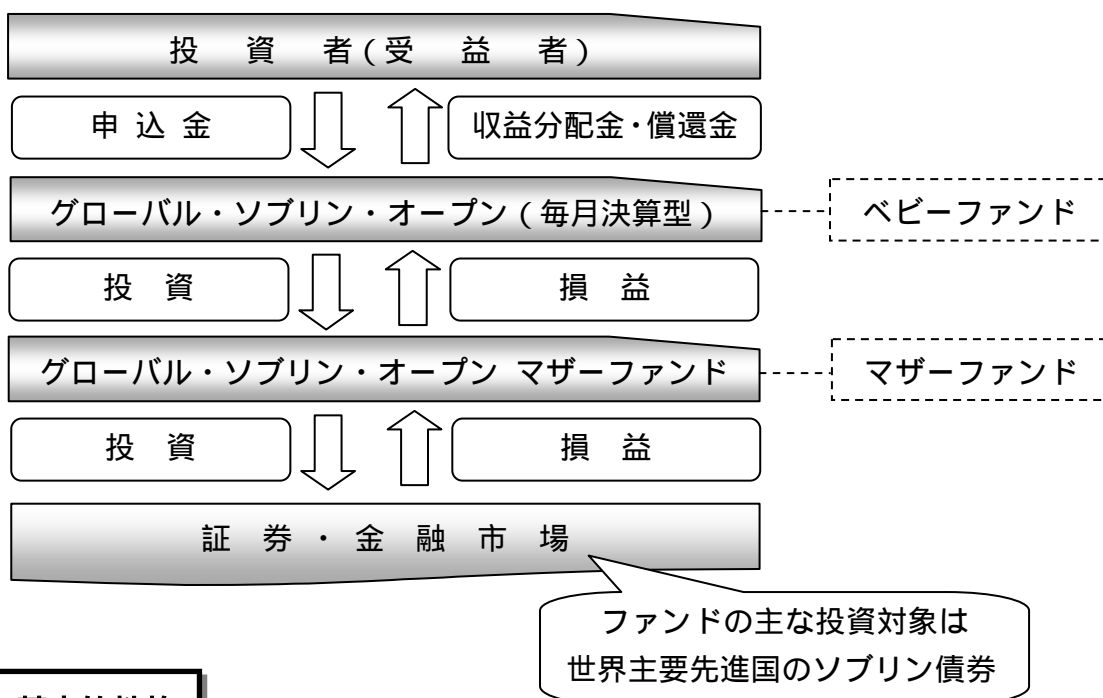 投 資 者(受 益 者)
申 込 金
収益分配金・償還金
グローバル・ソブリン・オープン(毎月決算型)
ベビーファンド
投 資
損 益
グローバル・ソブリン・オープン マザーファンド
マザーファンド
投 資
損 益
証 券 ・ 金 融 市 場
ファンドの主な投資対象は
世界主要先進国のソブリン債券